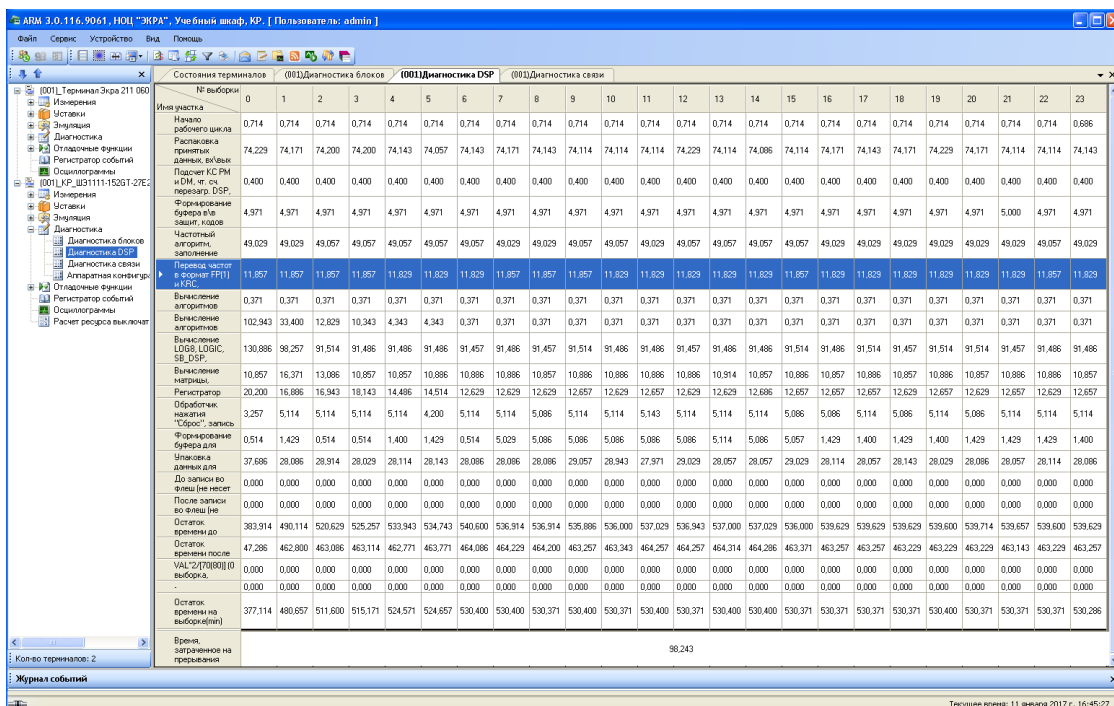 ARM 3.0.116.9061, НОЦ "ЭКРА", Учебный шкаф, КР. [ Пользователь: admin ]
Файл Сервис Устройство Вид Помощь
Состояния терминалов (001)Диагностика блоков (001)Диагностика DSP (001)Диагностика связи
(001)_Терминал Экра 211 060
Измерения
Уставки
Эмуляция
Диагностика
Отладочные функции
Регистратор событий
Осциллограммы
(001)_КР_ШЭ1111-152GT-27E2
Измерения
Уставки
Эмуляция
Диагностика
Диагностика блоков
Диагностика DSP
Диагностика связи
Аппаратная конфигура
Отладочные функции
Регистратор событий
Осциллограммы
Расчет ресурса выключат
Кол-во терминалов: 2
№ выборки
Имя участка
0 1 2 3 4 5 6 7 8 9 10 11 12 13 14 15 16 17 18 19 20 21 22 23
Начало рабочего цикла 0,714 0,714 0,714 0,714 0,714 0,714 0,714 0,714 0,714 0,714 0,714 0,714 0,714 0,714 0,714 0,714 0,714 0,714 0,714 0,714 0,714 0,714 0,714 0,686
Распаковка принятых данных, вх\вых 74,229 74,171 74,200 74,200 74,143 74,057 74,143 74,171 74,114 74,171 74,114 74,114 74,229 74,114 74,086 74,114 74,114 74,171 74,143 74,171 74,114 74,114 74,114 74,143
Подсчет КС РМ и DM, чт. сч. перезагр. DSP, 0,400 0,400 0,400 0,400 0,400 0,400 0,400 0,400 0,400 0,400 0,400 0,400 0,400 0,400 0,400 0,400 0,400 0,400 0,400 0,400 0,400 0,400 0,400 0,400
Формирование буфера в\в защит, кодов 4,971 4,971 4,971 4,971 4,971 4,971 4,971 4,971 4,971 4,971 4,971 4,971 4,971 4,971 4,971 4,971 4,971 4,971 4,971 4,971 4,971 5,000 4,971 4,971
Частотный алгоритм, заполнение 49,029 49,029 49,057 49,057 49,057 49,057 49,057 49,029 49,029 49,057 49,029 49,057 49,029 49,057 49,057 49,029 49,057 49,029 49,057 49,029 49,057 49,057 49,057 49,029
Перевод частот в формат FP(1) и KRC, 11,857 11,857 11,857 11,857 11,829 11,829 11,829 11,857 11,857 11,829 11,829 11,829 11,829 11,829 11,829 11,857 11,829 11,829 11,829 11,829 11,829 11,857 11,829 11,829
Вычисление алгоритмов 0,371 0,371 0,371 0,371 0,371 0,371 0,371 0,371 0,371 0,371 0,371 0,371 0,371 0,371 0,371 0,371 0,371 0,371 0,371 0,371 0,371 0,371 0,371 0,371
Вычисление алгоритмов 102,943 33,400 12,829 10,343 4,343 4,343 0,371 0,371 0,371 0,371 0,371 0,371 0,371 0,371 0,371 0,371 0,371 0,371 0,371 0,371 0,371 0,371 0,371 0,371
Вычисление LOG8, LOGIC, SB_DSP, 130,886 98,257 91,514 91,486 91,486 91,486 91,457 91,486 91,457 91,514 91,486 91,486 91,457 91,486 91,486 91,514 91,486 91,514 91,457 91,514 91,514 91,457 91,486 91,486
Вычисление матрицы, 10,857 16,371 13,086 10,857 10,857 10,886 10,886 10,886 10,857 10,886 10,886 10,886 10,886 10,914 10,857 10,857 10,886 10,857 10,886 10,857 10,886 10,857 10,886 10,857
Регистратор 20,200 16,886 16,943 18,143 14,486 14,514 12,629 12,629 12,629 12,657 12,629 12,657 12,629 12,629 12,686 12,657 12,657 12,657 12,629 12,657 12,629 12,657 12,629 12,657
Обработчик нажатия "Сброс", запись 3,257 5,114 5,114 5,114 5,114 4,200 5,114 5,114 5,086 5,114 5,114 5,143 5,114 5,114 5,114 5,086 5,086 5,114 5,086 5,114 5,086 5,114 5,114 5,114
Формирование буфера для 0,514 1,429 0,514 0,514 1,400 1,429 0,514 5,029 5,086 5,086 5,086 5,086 5,086 5,114 5,086 5,057 1,429 1,400 1,429 1,400 1,429 1,429 1,429 1,400
Упаковка данных для 37,686 28,086 28,914 28,029 28,114 28,143 28,086 28,086 28,086 29,057 28,943 27,971 29,029 28,057 28,057 29,029 28,114 28,057 28,143 28,029 28,086 28,057 28,114 28,086
До записи во флеш (не несет 0,000 0,000 0,000 0,000 0,000 0,000 0,000 0,000 0,000 0,000 0,000 0,000 0,000 0,000 0,000 0,000 0,000 0,000 0,000 0,000 0,000 0,000 0,000 0,000
После записи во флеш (не 0,000 0,000 0,000 0,000 0,000 0,000 0,000 0,000 0,000 0,000 0,000 0,000 0,000 0,000 0,000 0,000 0,000 0,000 0,000 0,000 0,000 0,000 0,000 0,000
Остаток времени до 383,914 490,114 520,629 525,257 533,943 534,743 540,600 536,914 536,914 535,886 536,000 537,029 536,943 537,000 537,029 536,000 539,629 539,629 539,629 539,600 539,714 539,657 539,600 539,629
Остаток времени после 47,286 462,800 463,086 463,114 462,771 463,771 464,086 464,229 464,200 463,257 463,343 464,257 464,257 464,314 464,286 463,371 463,257 463,257 463,229 463,229 463,229 463,143 463,229 463,257
VAL^2/[70(80)] (0 выборка, 0,000 0,000 0,000 0,000 0,000 0,000 0,000 0,000 0,000 0,000 0,000 0,000 0,000 0,000 0,000 0,000 0,000 0,000 0,000 0,000 0,000 0,000 0,000 0,000
- 0,000 0,000 0,000 0,000 0,000 0,000 0,000 0,000 0,000 0,000 0,000 0,000 0,000 0,000 0,000 0,000 0,000 0,000 0,000 0,000 0,000 0,000 0,000 0,000
Остаток времени на выборке(min) 377,114 480,657 511,600 515,171 524,571 524,657 530,400 530,400 530,371 530,400 530,371 530,371 530,371 530,400 530,400 530,371 530,371 530,371 530,371 530,400 530,371 530,371 530,371 530,286
Время, затраченное на прерывания 98,243
Журнал событий
Текущее время: 11 января 2017 г., 16:45:27